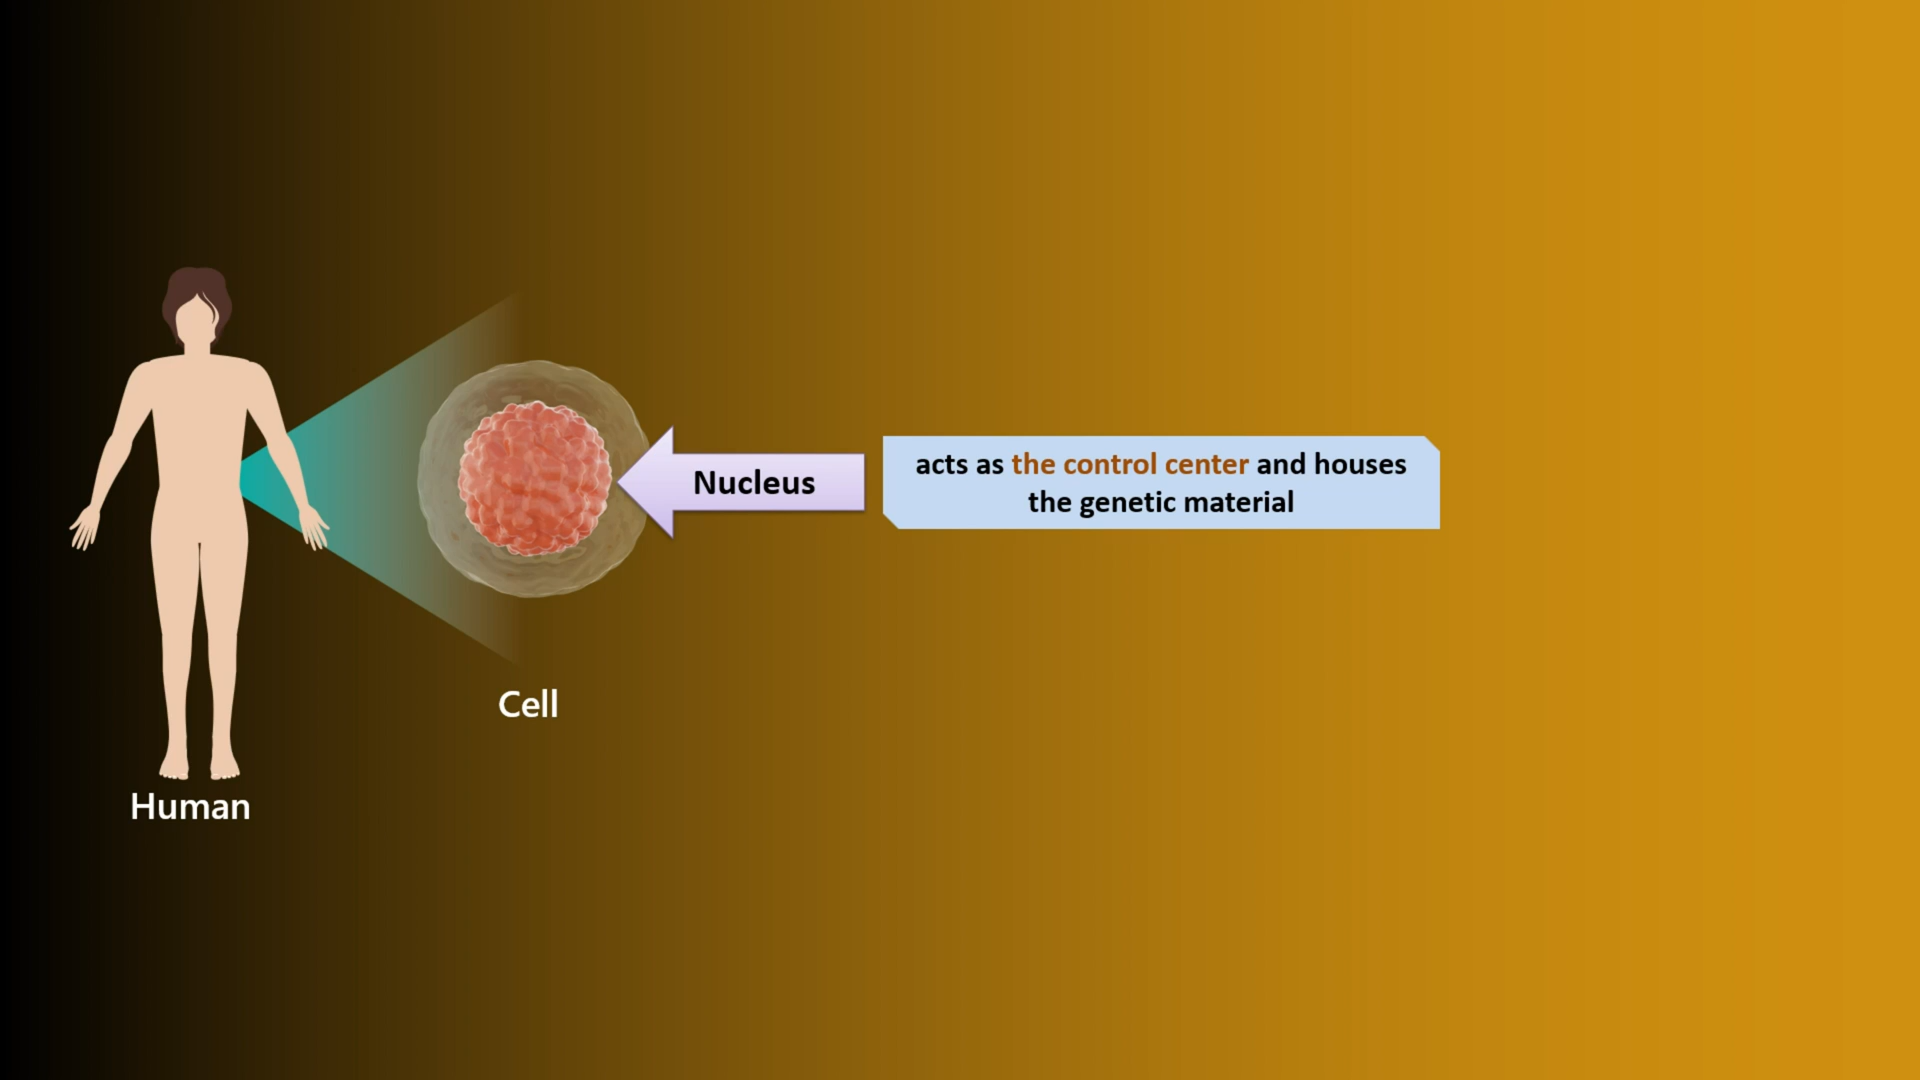 Nucleus
acts as the control center and houses
the genetic material
Cell
Human